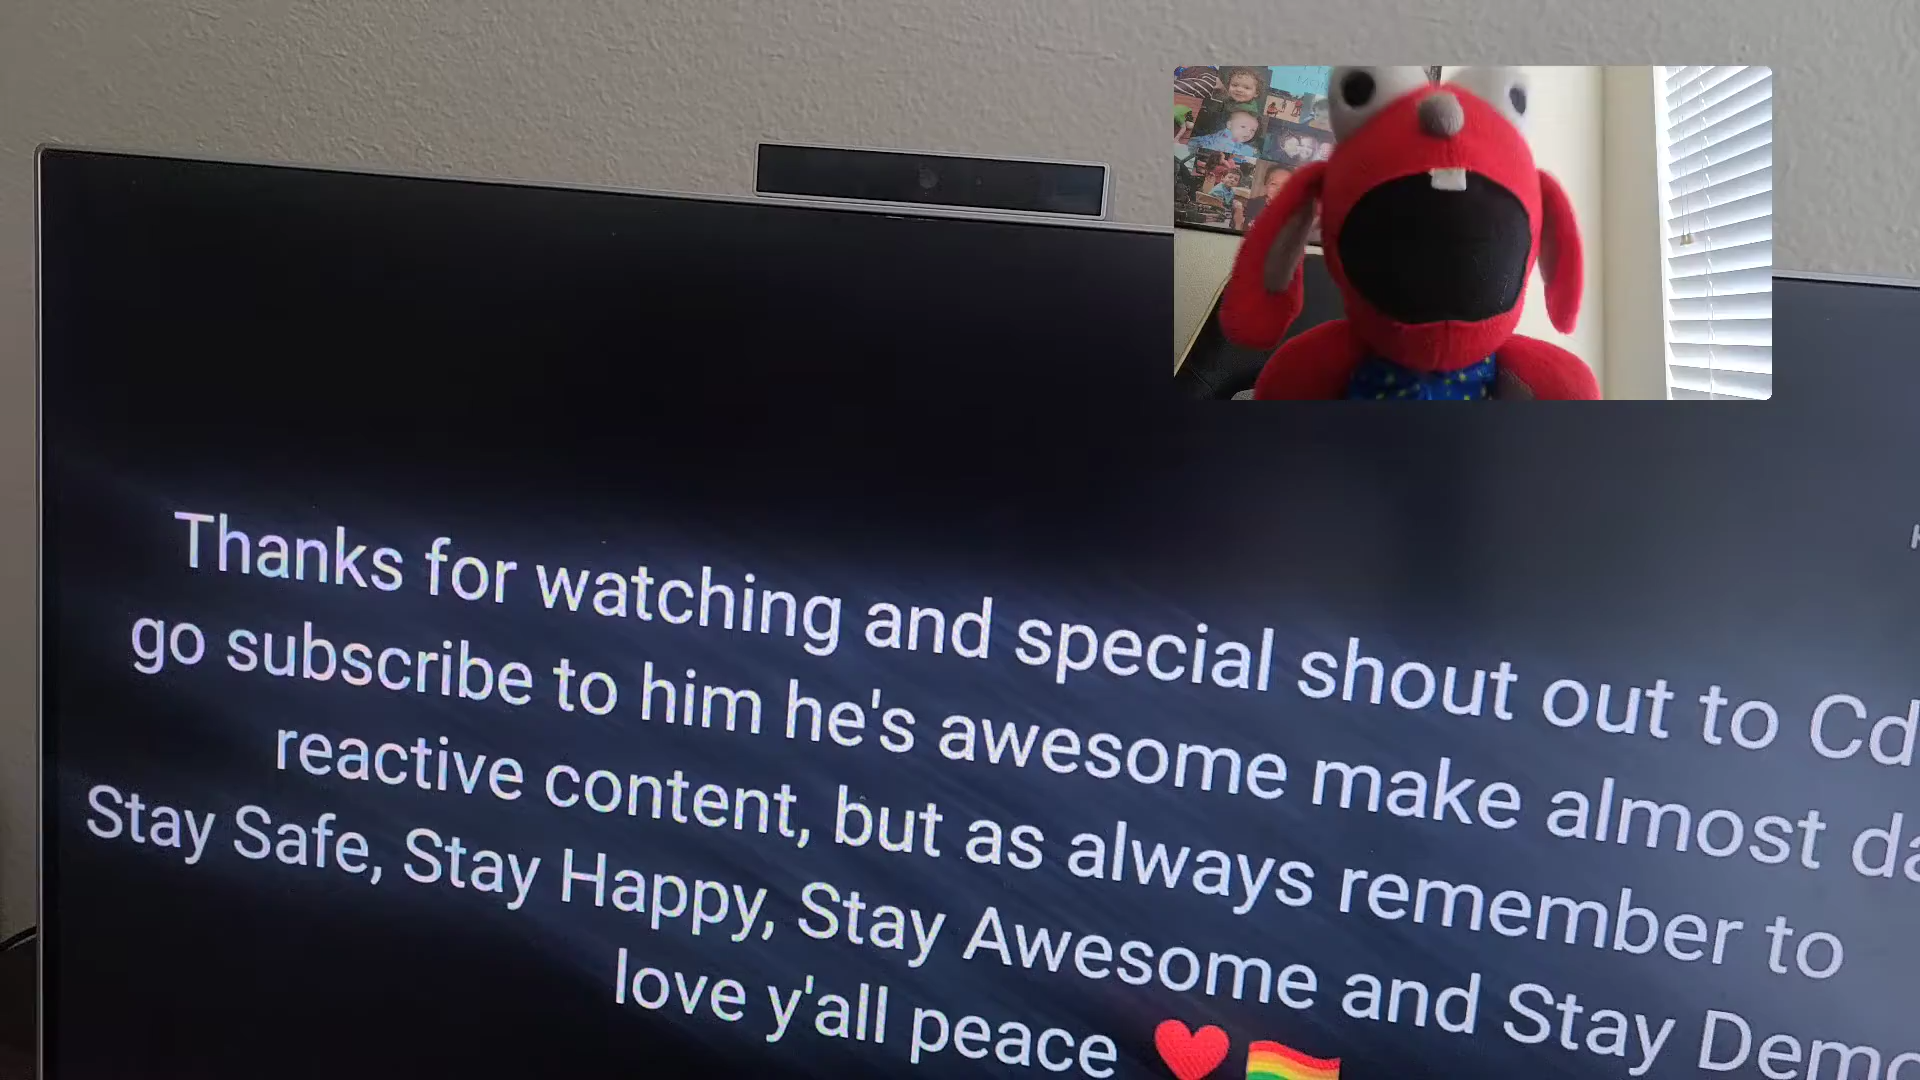 Thanks for watching and special shout out to
go subscribe to him he's awesome make almost
reactive content, but as always remember to
Stay Safe, Stay Happy, Stay Awesome and Stay
love y'all peace ❤️🏳️‍🌈